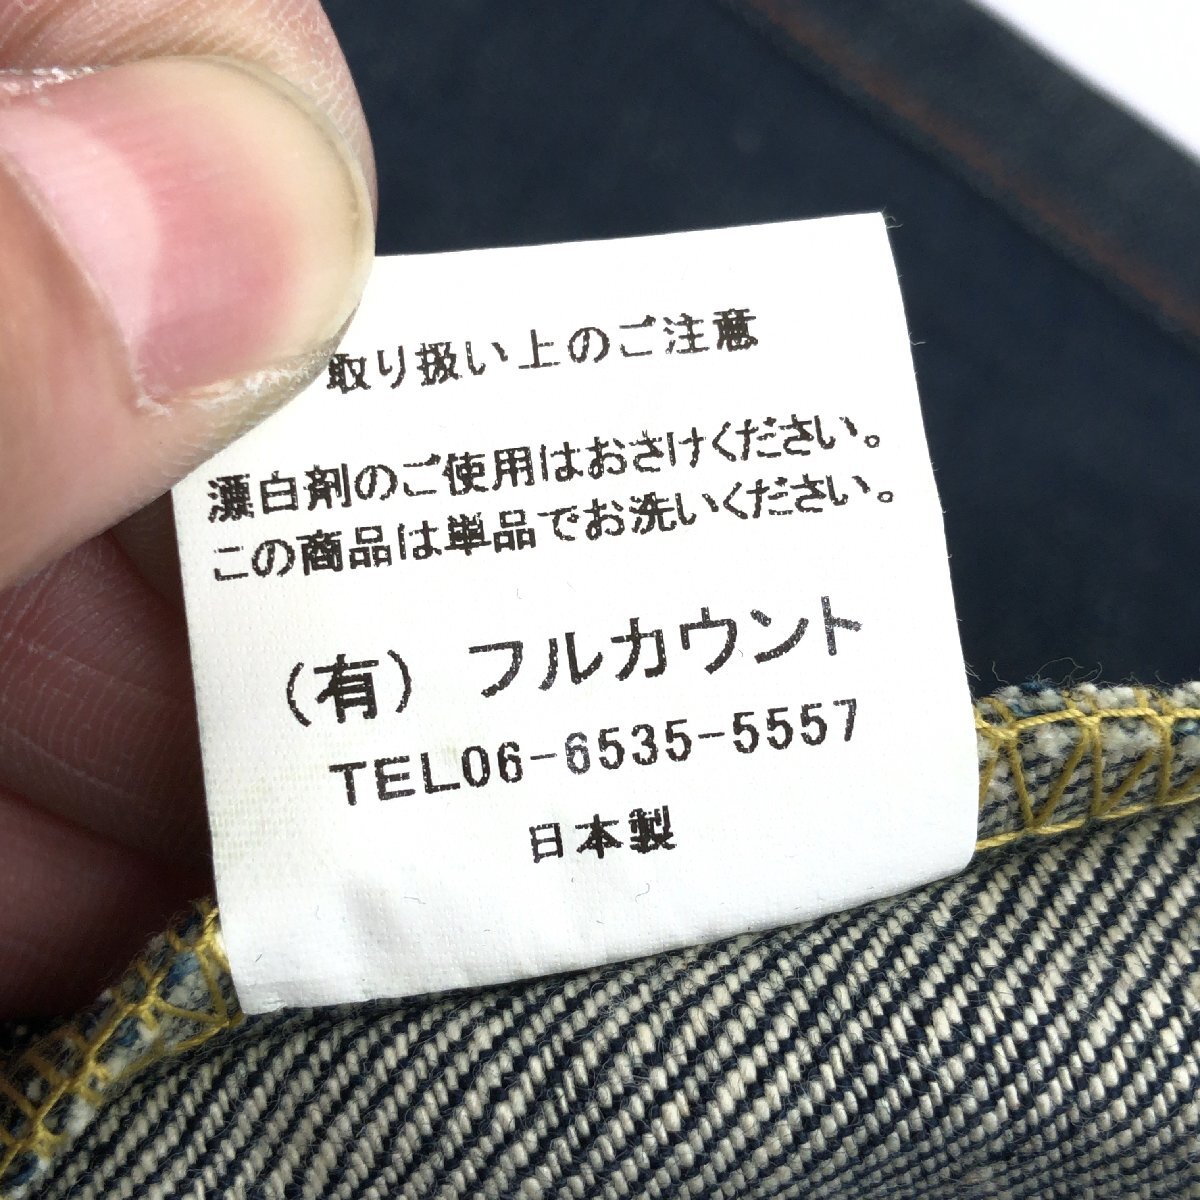 取り扱い上のご注意
漂白剤のご使用はおさけください。
この商品は単品でお洗いください。
(有) フルカウント
TEL06-6535-5557
日本製